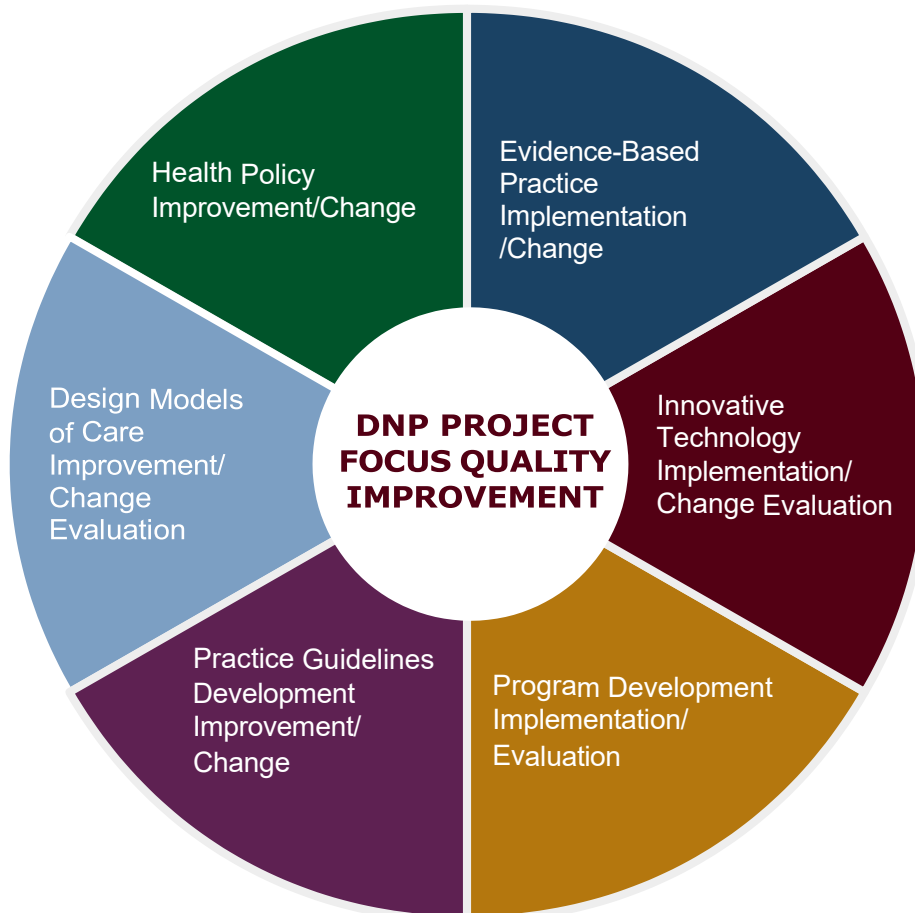 Health Policy
Improvement/Change
Evidence-Based
Practice
Implementation
/Change
Innovative
Technology
Implementation/
Change Evaluation
Program Development
Implementation/
Evaluation
Practice Guidelines
Development
Improvement/
Change
Design Models
of Care
Improvement/
Change
Evaluation
DNP PROJECT
FOCUS QUALITY
IMPROVEMENT